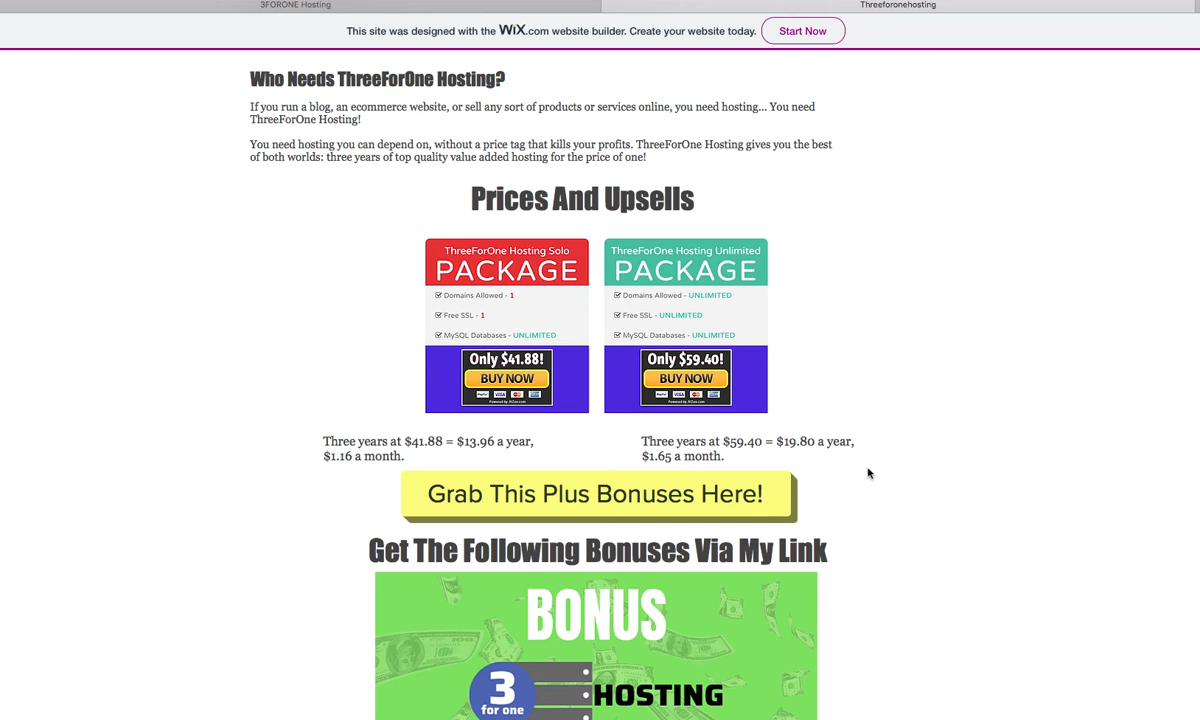 3FORONE Hosting
Threeforonehosting
This site was designed with the WiX.com website builder. Create your website today.
Start Now
Who Needs ThreeForOne Hosting?
If you run a blog, an ecommerce website, or sell any sort of products or services online, you need hosting... You need
ThreeForOne Hosting!
You need hosting you can depend on, without a price tag that kills your profits. ThreeForOne Hosting gives you the best
of both worlds: three years of top quality value added hosting for the price of one!
Prices And Upsells
ThreeForOne Hosting Solo
PACKAGE
Domains Allowed - 1
Free SSL - 1
MySQL Databases - UNLIMITED
Only $41.88!
BUY NOW
PayPal VISA
ThreeForOne Hosting Unlimited
PACKAGE
Domains Allowed - UNLIMITED
Free SSL - UNLIMITED
MySQL Databases - UNLIMITED
Only $59.40!
BUY NOW
PayPal VISA
Three years at $41.88 = $13.96 a year,
$1.16 a month.
Three years at $59.40 = $19.80 a year,
$1.65 a month.
Grab This Plus Bonuses Here!
Get The Following Bonuses Via My Link
BONUS
3
for one
HOSTING